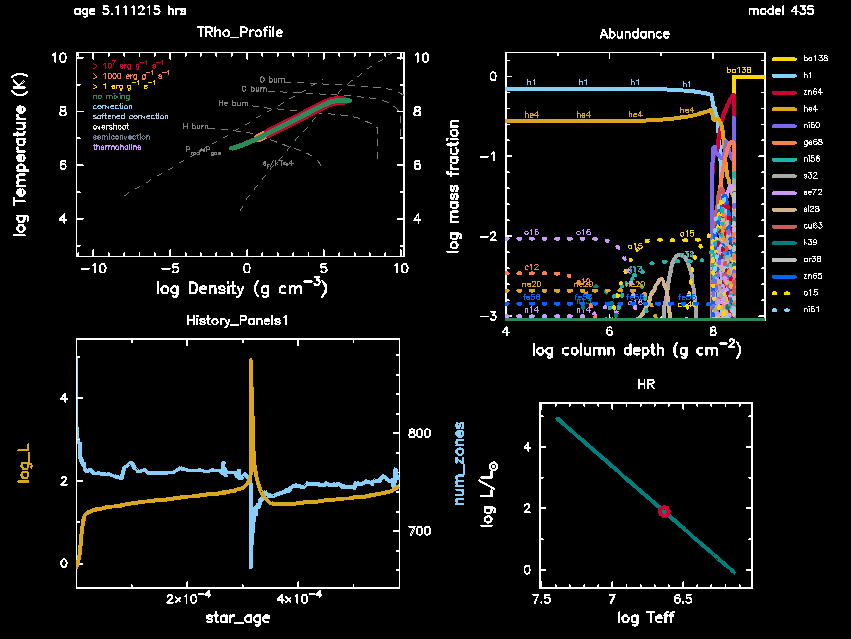 age 5.111215 hrs
model 435
TRho_Profile
> 10⁷ erg g⁻¹ s⁻¹
> 1000 erg g⁻¹ s⁻¹
> 1 erg g⁻¹ s⁻¹
no mixing
convection
softened convection
overshoot
semiconvection
thermohaline
O burn
C burn
He burn
H burn
log Temperature (K)
10
8
6
4
10
8
6
4
−10
−5
0
5
10
log Density (g cm⁻³)
Abundance
log mass fraction
0
−1
−2
−3
4
6
8
log column depth (g cm⁻²)
ba138
h1
h1
h1
h1
he4
he4
he4
he4
o16
o16
o15
o15
c12
ne20
ne20
fe56
n14
n14
ba138
h1
zn64
he4
ni60
ge68
ni56
s32
se72
si28
cu63
k39
ar38
zn65
o15
ni61
History_Panels1
log_L
4
2
0
800
700
num_zones
2×10⁻⁴
4×10⁻⁴
star_age
HR
log L/L☉
4
2
0
7.5
7
6.5
log Teff